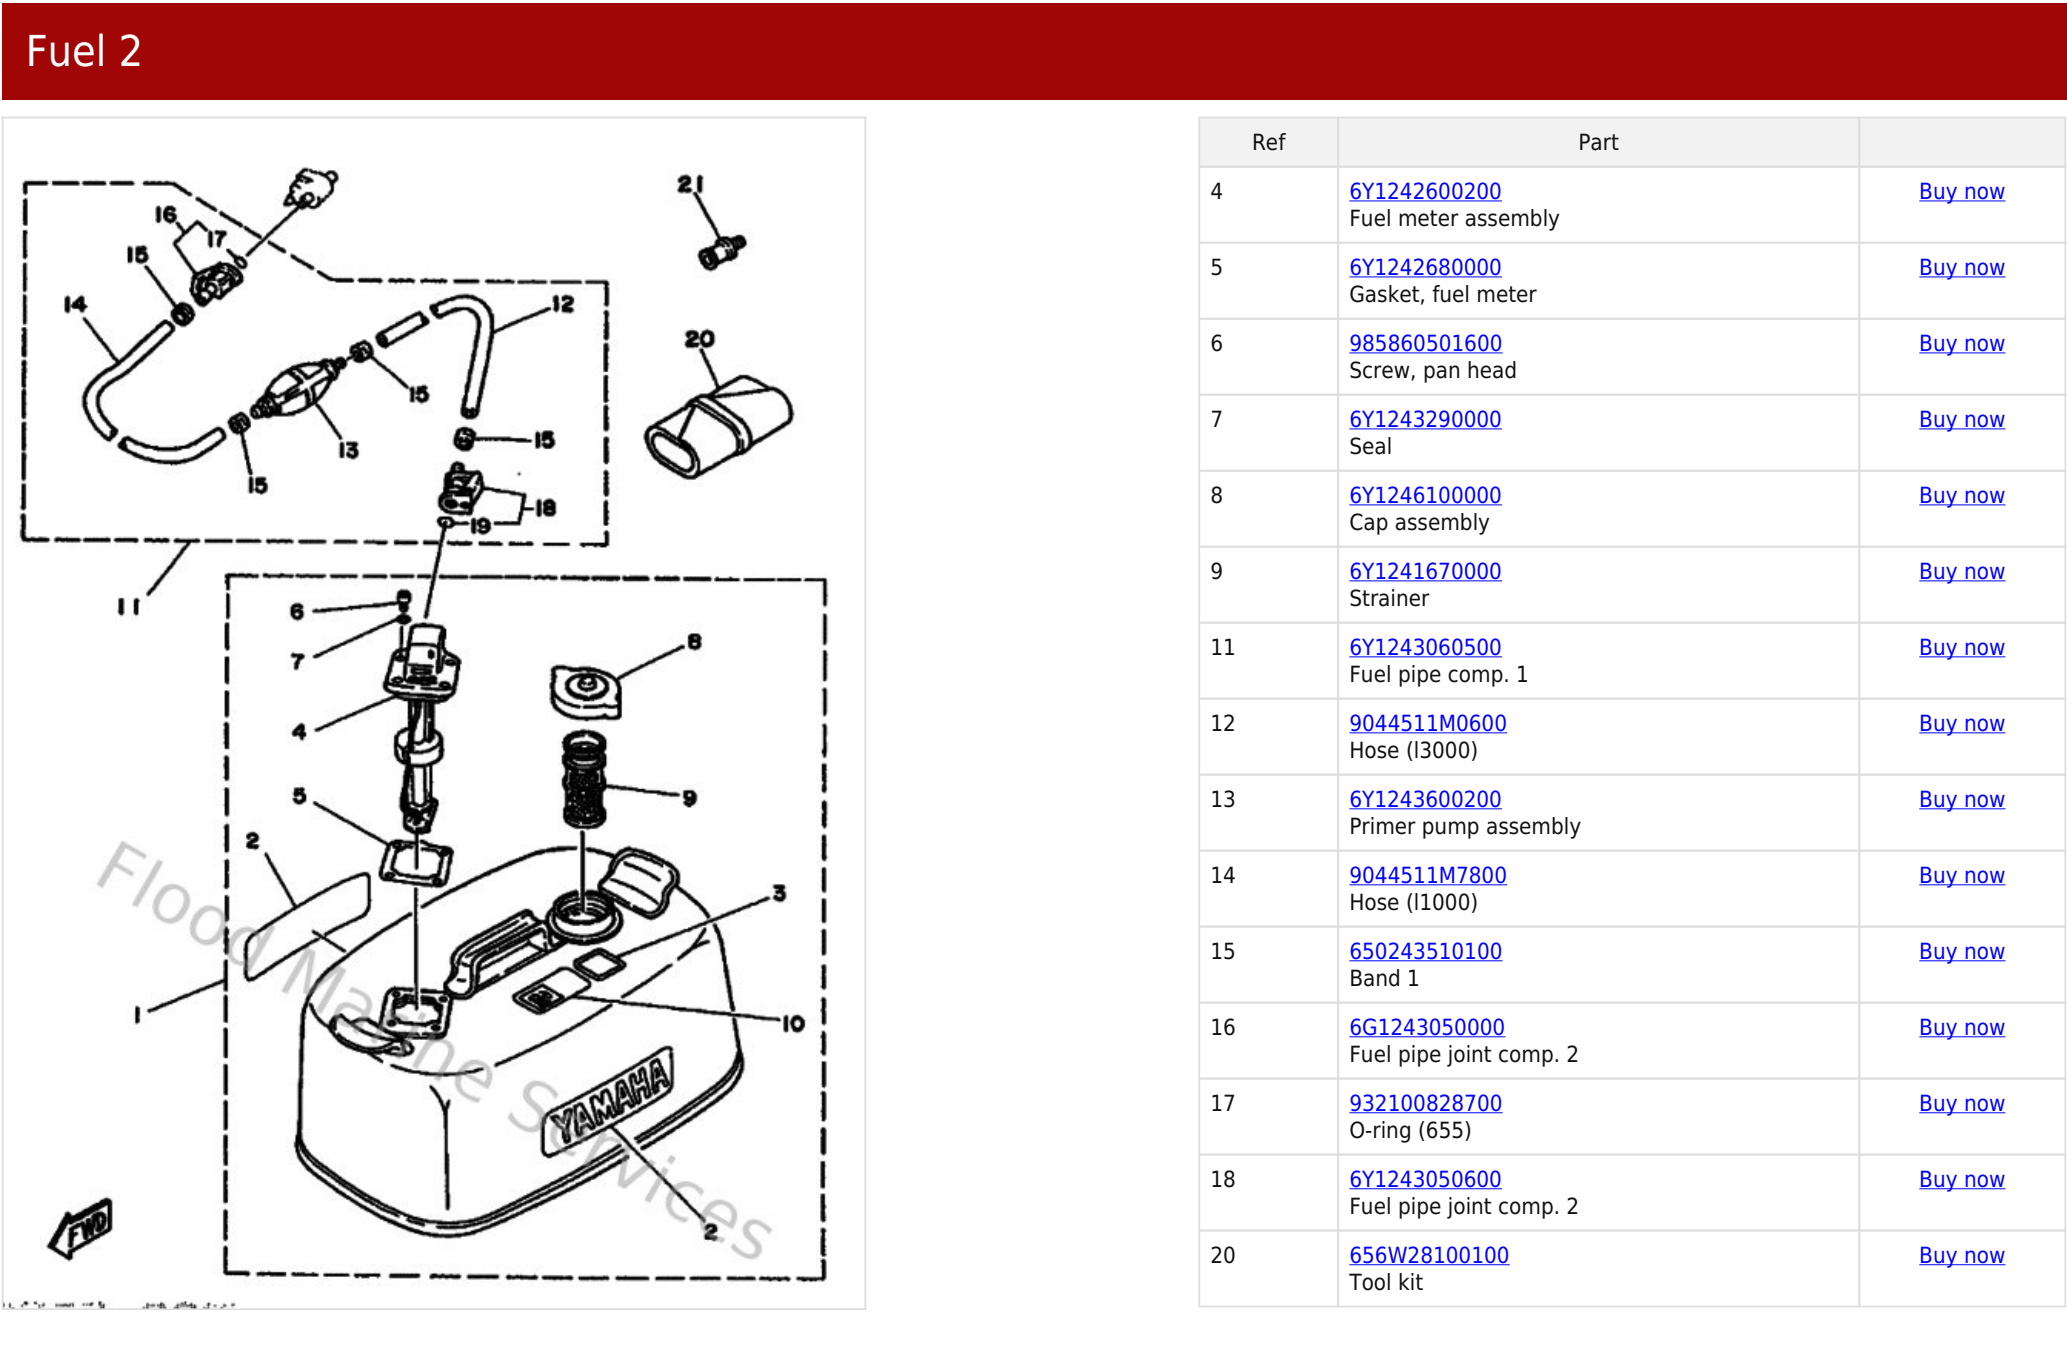 Fuel 2
21
16
17
15
14
12
20
15
13
15
15
18
19
11
6
7
8
4
9
5
2
3
1
10
YAMAHA
2
FWD
Flood Marine Services
Ref Part
4 6Y1242600200 Buy now
Fuel meter assembly
5 6Y1242680000 Buy now
Gasket, fuel meter
6 985860501600 Buy now
Screw, pan head
7 6Y1243290000 Buy now
Seal
8 6Y1246100000 Buy now
Cap assembly
9 6Y1241670000 Buy now
Strainer
11 6Y1243060500 Buy now
Fuel pipe comp. 1
12 9044511M0600 Buy now
Hose (l3000)
13 6Y1243600200 Buy now
Primer pump assembly
14 9044511M7800 Buy now
Hose (l1000)
15 650243510100 Buy now
Band 1
16 6G1243050000 Buy now
Fuel pipe joint comp. 2
17 932100828700 Buy now
O-ring (655)
18 6Y1243050600 Buy now
Fuel pipe joint comp. 2
20 656W28100100 Buy now
Tool kit